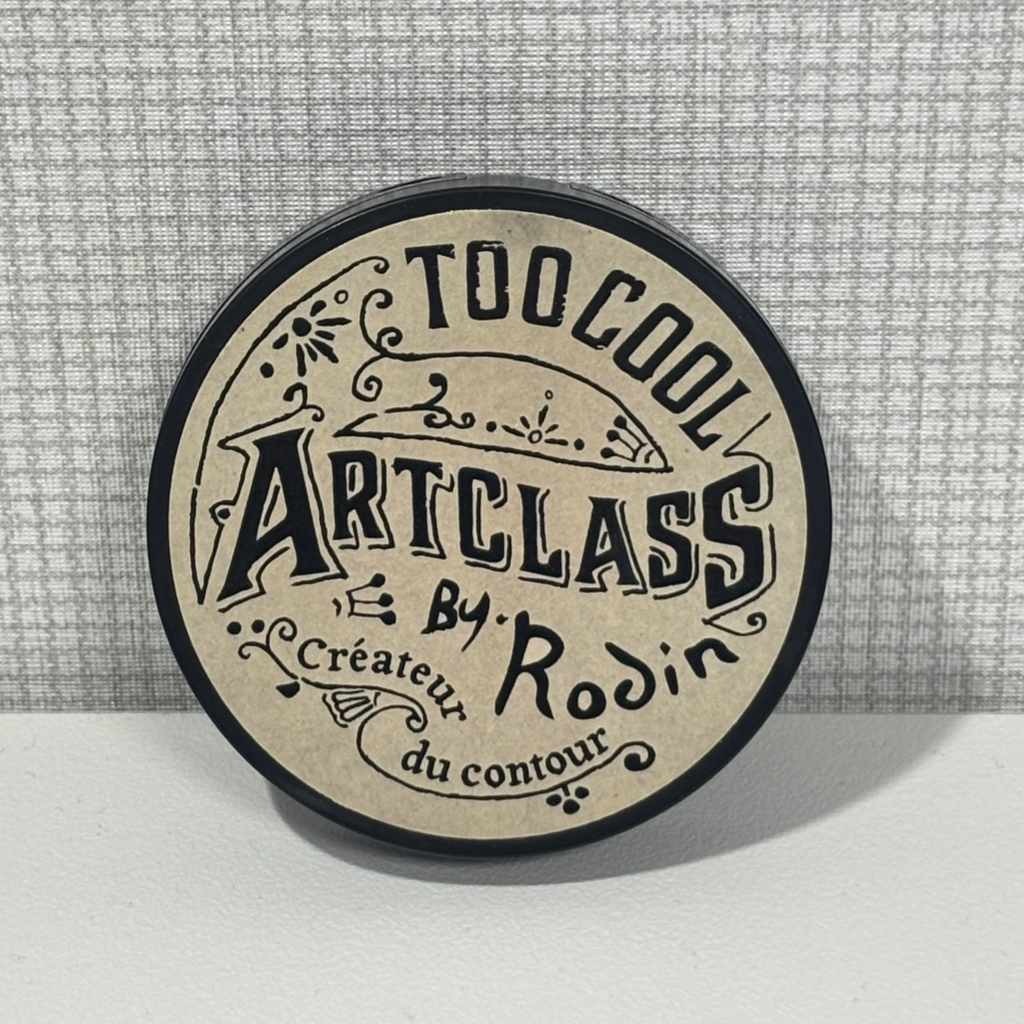 TOO COOL
ARTCLASS
By. Rodin
Créateur
du contour